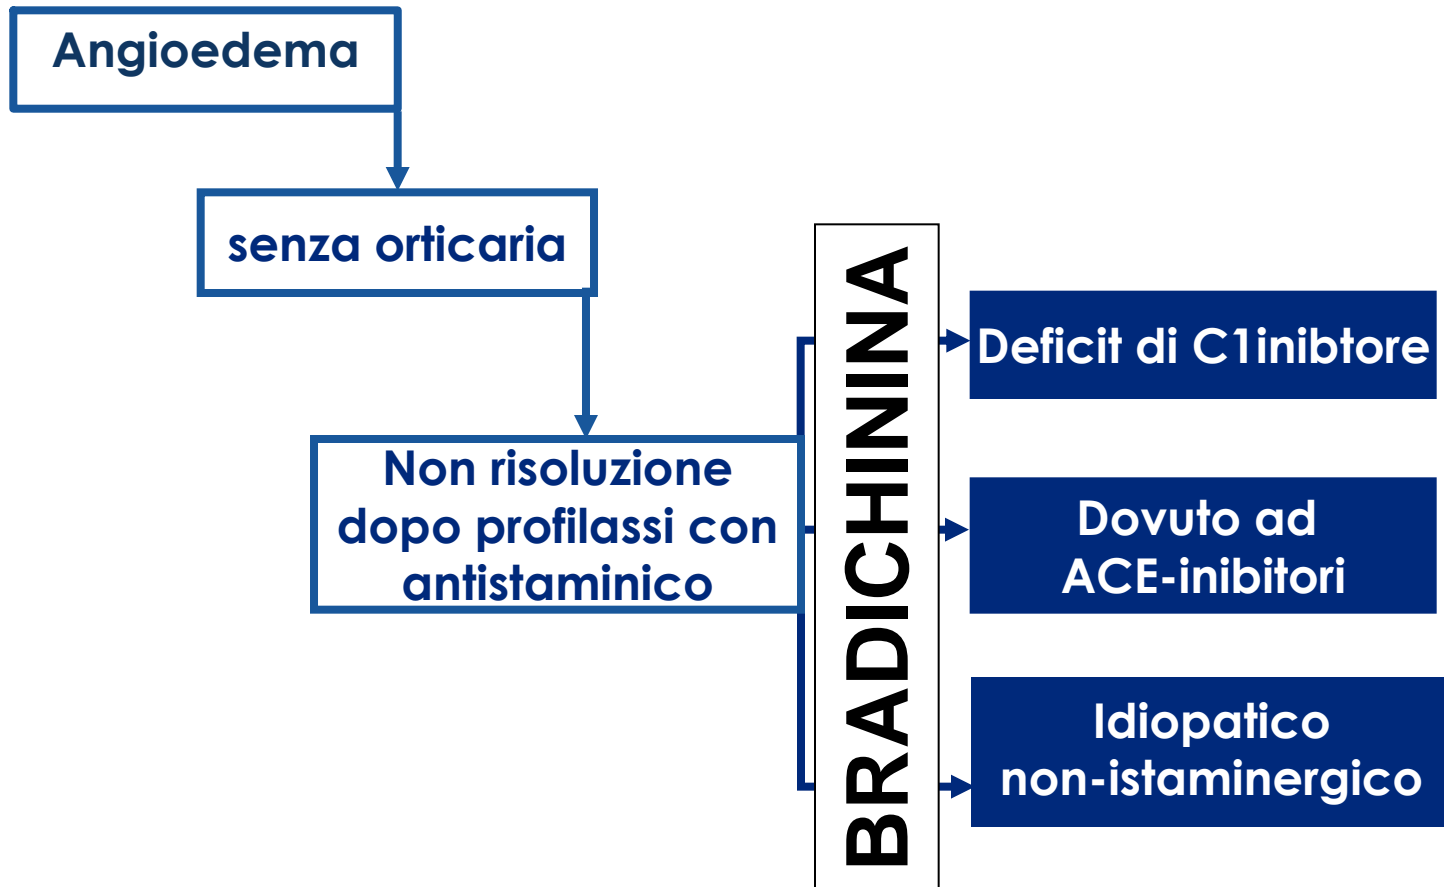 Angioedema
senza orticaria
Non risoluzione
dopo profilassi con
antistaminico
BRADICHININA
Deficit di C1inibtore
Dovuto ad
ACE-inibitori
Idiopatico
non-istaminergico